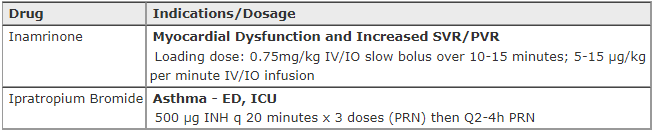 Drug Indications/Dosage
Inamrinone Myocardial Dysfunction and Increased SVR/PVR
Loading dose: 0.75mg/kg IV/IO slow bolus over 10-15 minutes; 5-15 µg/kg
per minute IV/IO infusion
Ipratropium Bromide Asthma - ED, ICU
500 µg INH q 20 minutes x 3 doses (PRN) then Q2-4h PRN